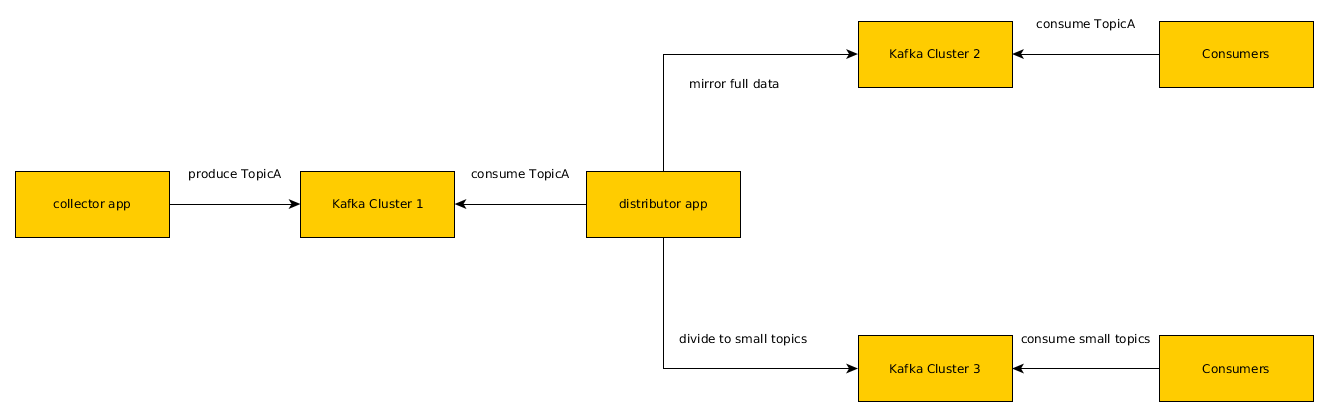 consume TopicA
Kafka Cluster 2
Consumers
mirror full data
produce TopicA
consume TopicA
collector app
Kafka Cluster 1
distributor app
divide to small topics
consume small topics
Kafka Cluster 3
Consumers